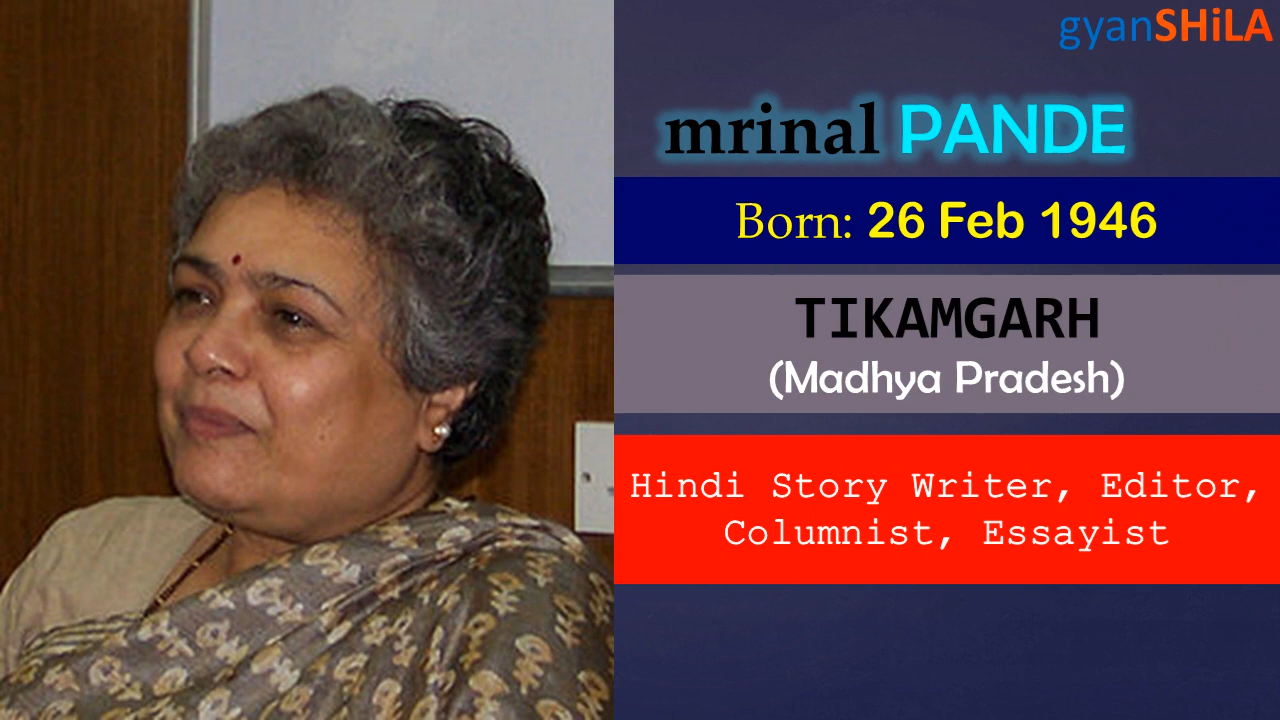 gyanSHiLA
mrinal PANDE
Born: 26 Feb 1946
TIKAMGARH
(Madhya Pradesh)
Hindi Story Writer, Editor,
Columnist, Essayist